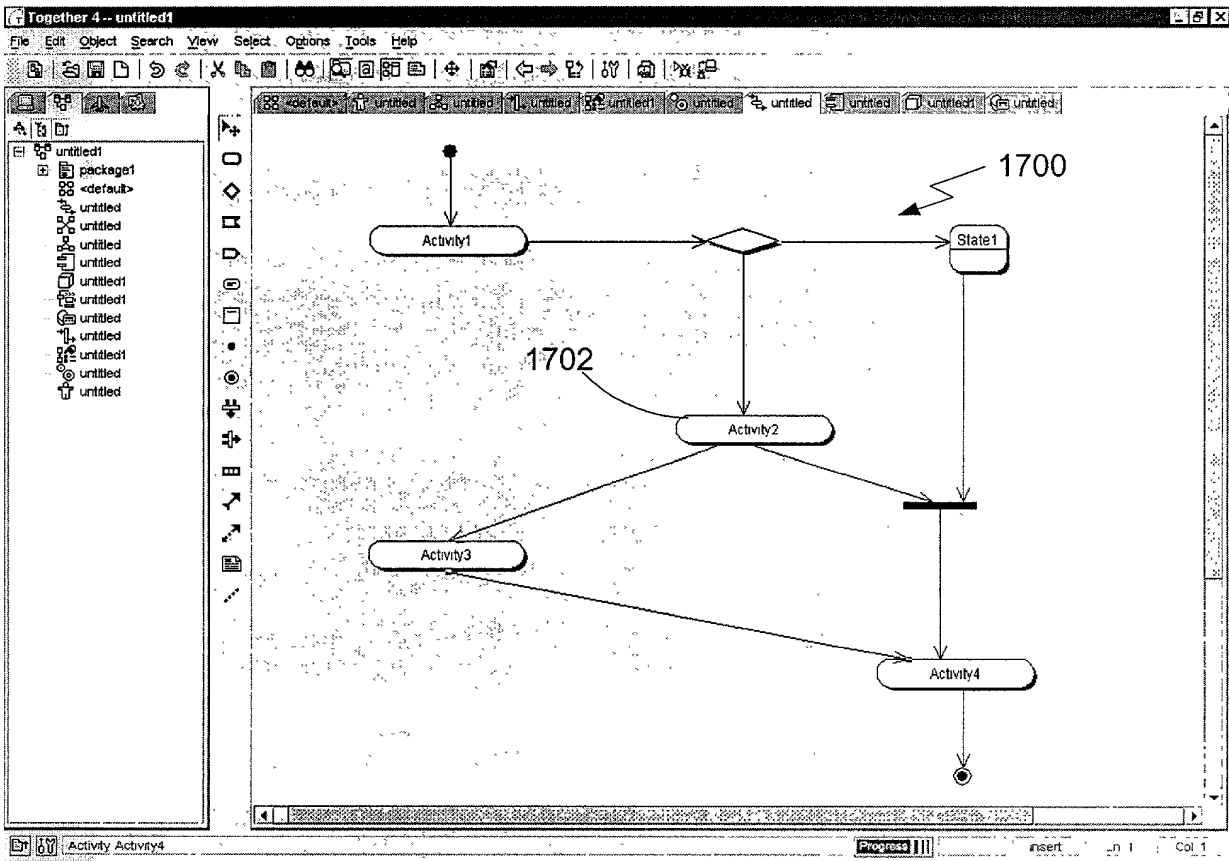 Together 4 -- untitled1
File Edit Object Search View Select Options Tools Help
<default> untitled untitled untitled untitled1 untitled untitled untitled untitled1 untitled
untitled1
package1
<default>
untitled
untitled
untitled
untitled
untitled1
untitled1
untitled
untitled
untitled1
untitled
untitled
1700
Activity1
State1
1702
Activity2
Activity3
Activity4
Activity Activity4
Progress
insert
Ln 1
Col 1